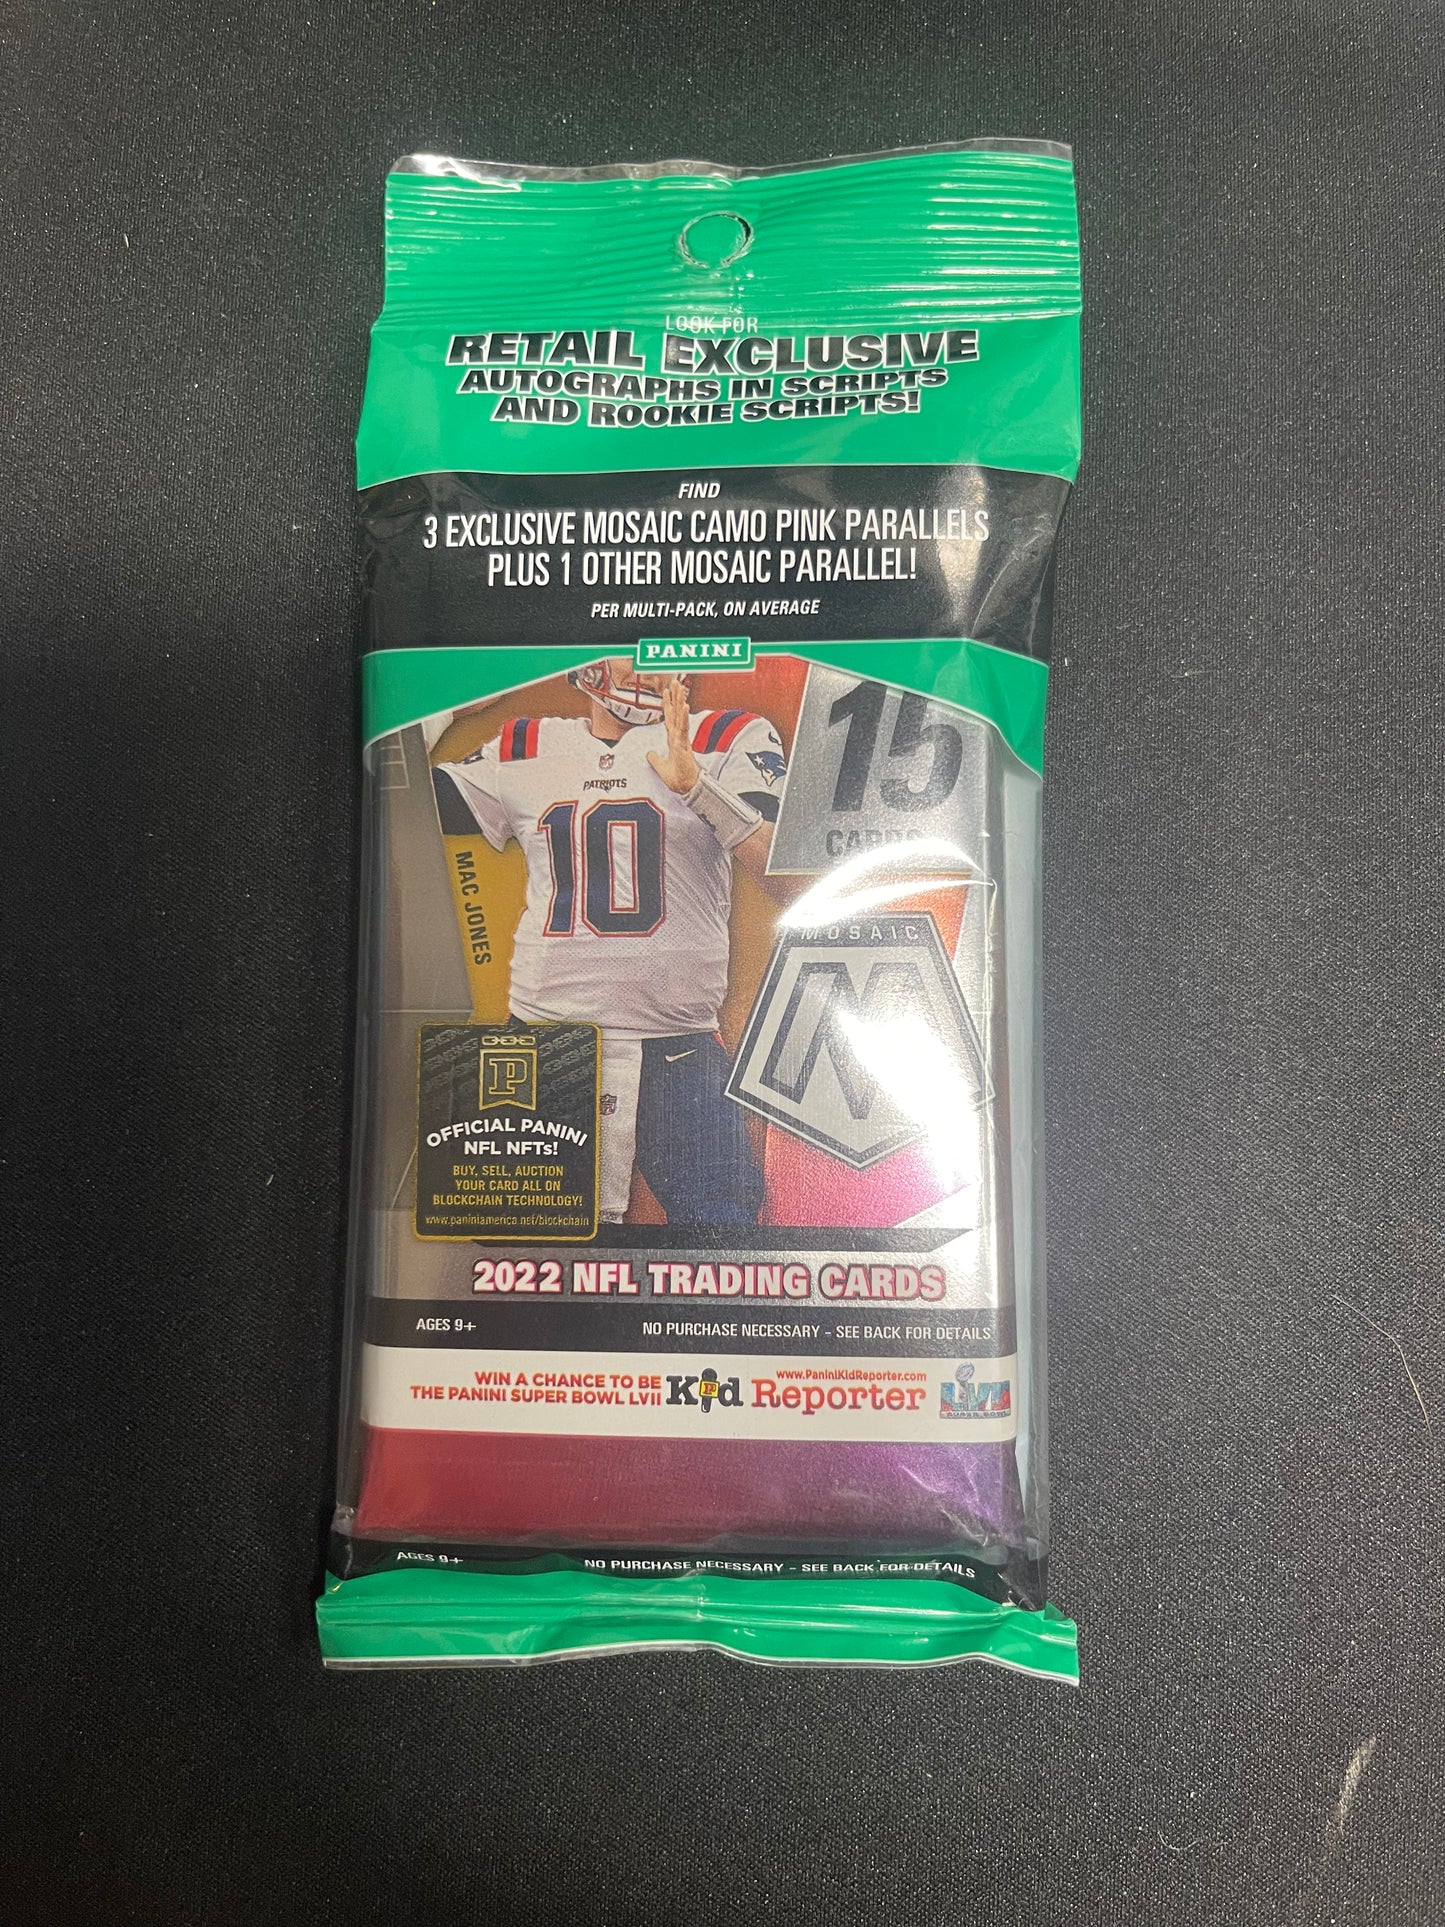 LOOK FOR
RETAIL EXCLUSIVE
AUTOGRAPHS IN SCRIPTS
AND ROOKIE SCRIPTS!
FIND
3 EXCLUSIVE MOSAIC CAMO PINK PARALLELS
PLUS 1 OTHER MOSAIC PARALLEL!
PER MULTI-PACK, ON AVERAGE
PANINI
15
CARDS
PATRIOTS
10
MAC JONES
MOSAIC
M
P
OFFICIAL PANINI
NFL NFTs!
BUY, SELL, AUCTION
YOUR CARD ALL ON
BLOCKCHAIN TECHNOLOGY!
www.paniniamerica.net/blockchain
2022 NFL TRADING CARDS
AGES 9+
NO PURCHASE NECESSARY - SEE BACK FOR DETAILS
WIN A CHANCE TO BE
THE PANINI SUPER BOWL LVII
Kid Reporter
www.PaniniKidReporter.com
LVII
SUPER BOWL
AGES 9+
NO PURCHASE NECESSARY - SEE BACK FOR DETAILS